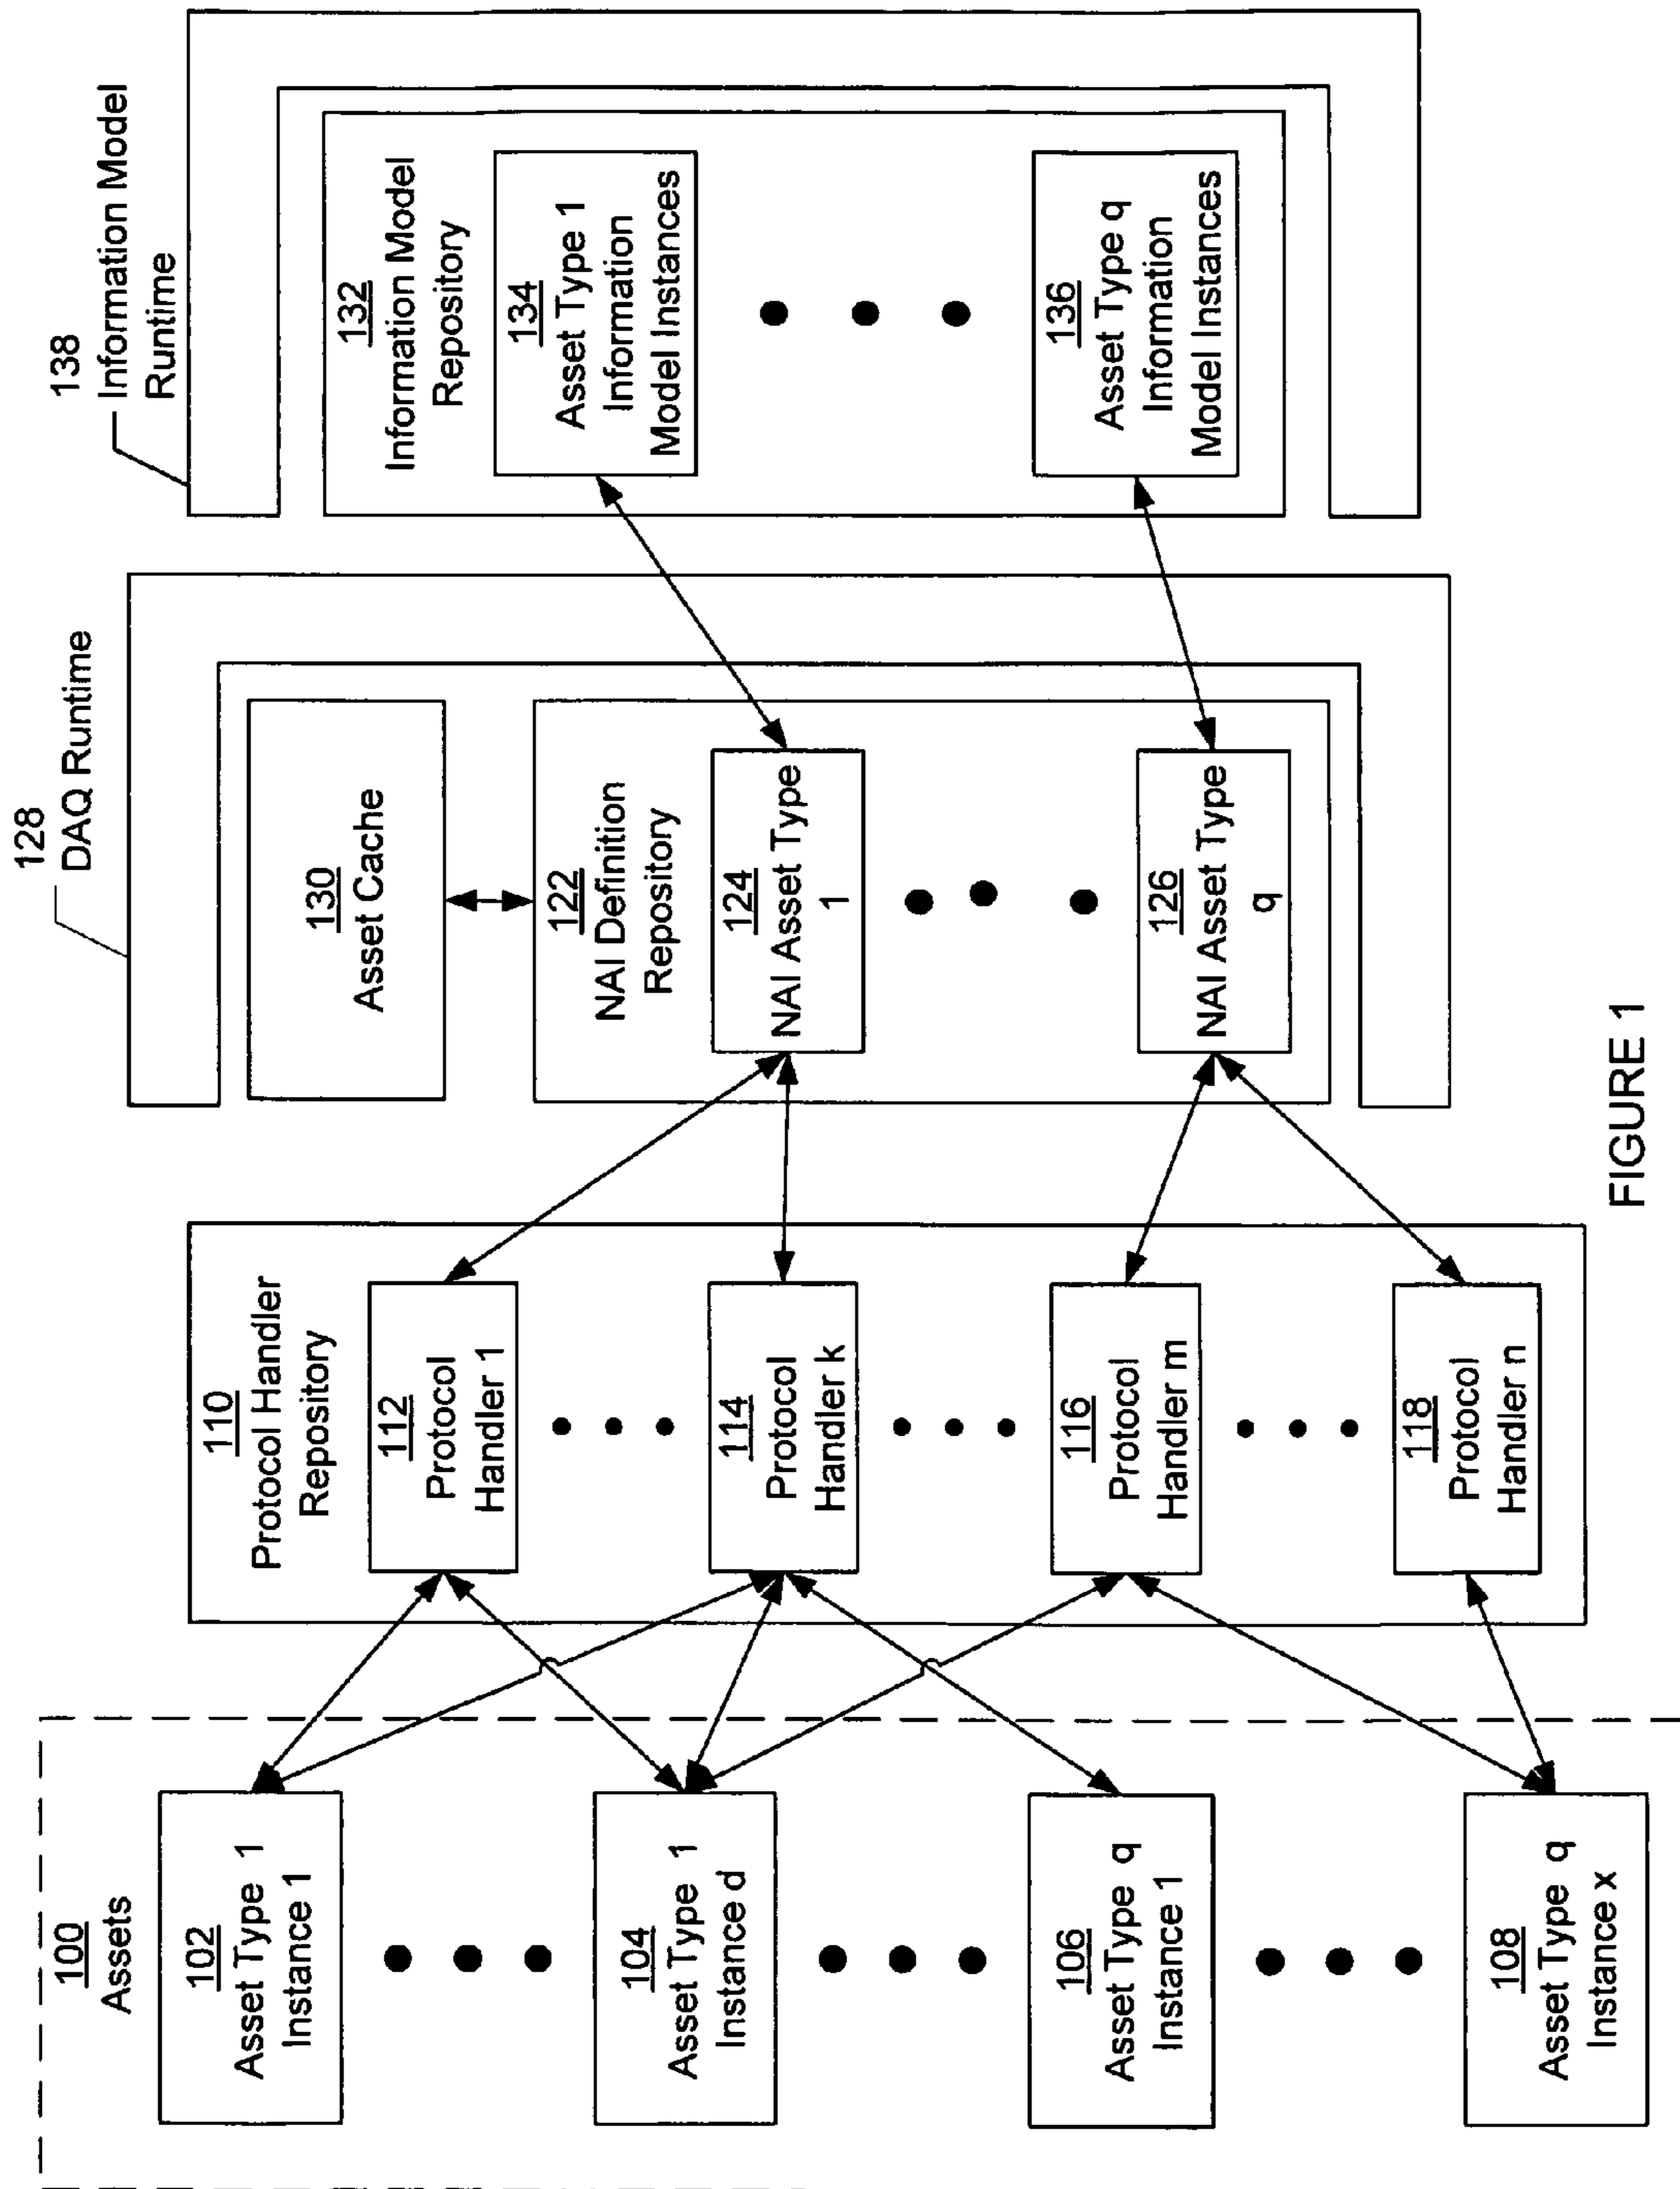 100
Assets
102
Asset Type 1
Instance 1
104
Asset Type 1
Instance d
106
Asset Type q
Instance 1
108
Asset Type q
Instance x
110
Protocol Handler
Repository
112
Protocol
Handler 1
114
Protocol
Handler k
116
Protocol
Handler m
118
Protocol
Handler n
128
DAQ Runtime
130
Asset Cache
122
NAI Definition
Repository
124
NAI Asset Type
1
126
NAI Asset Type
q
138
Information Model
Runtime
132
Information Model
Repository
134
Asset Type 1
Information
Model Instances
136
Asset Type q
Information
Model Instances
FIGURE 1